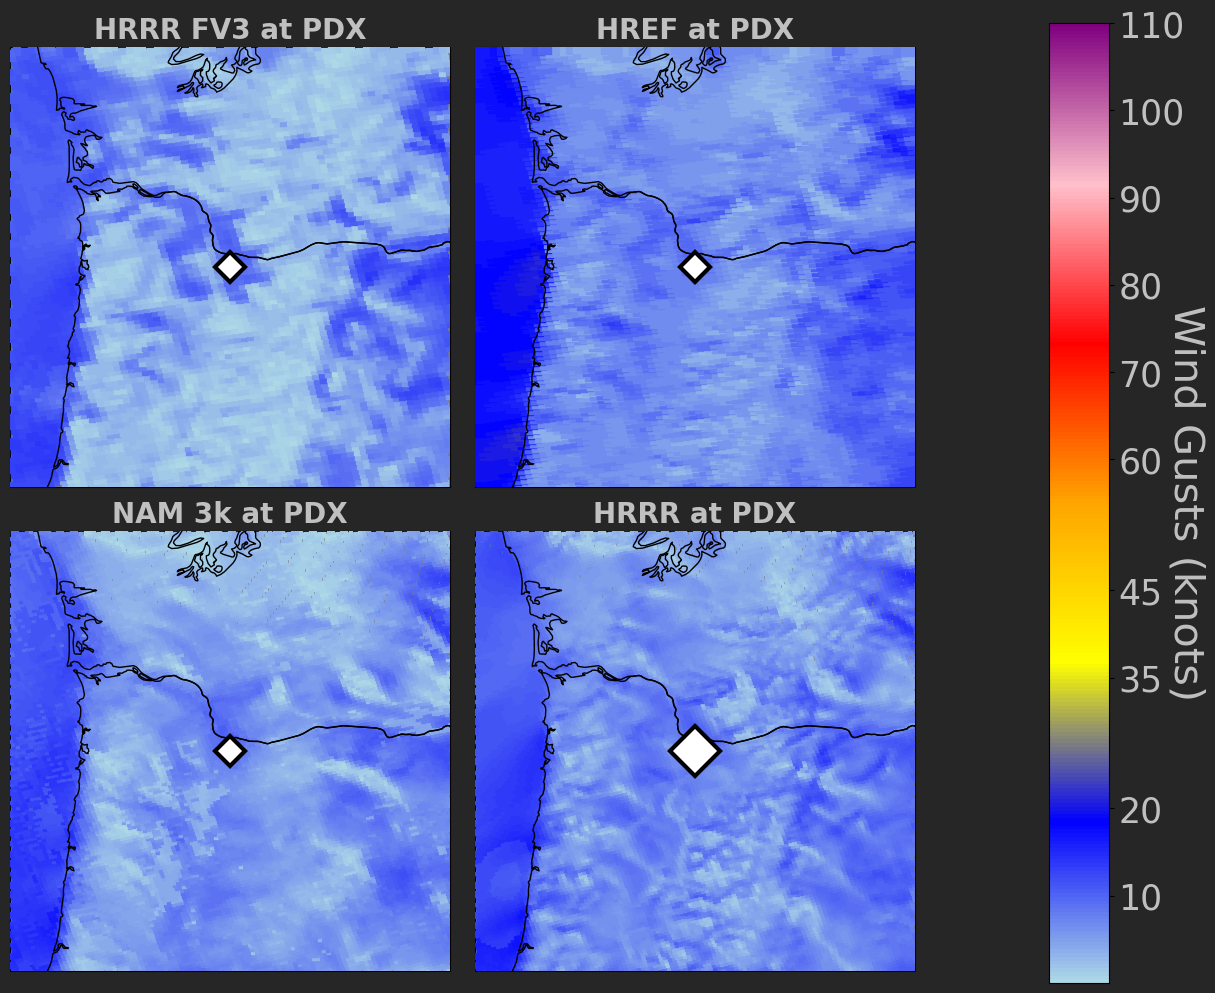 HRRR FV3 at PDX
HREF at PDX
NAM 3k at PDX
HRRR at PDX
110
100
90
80
70
60
45
35
20
10
Wind Gusts (knots)